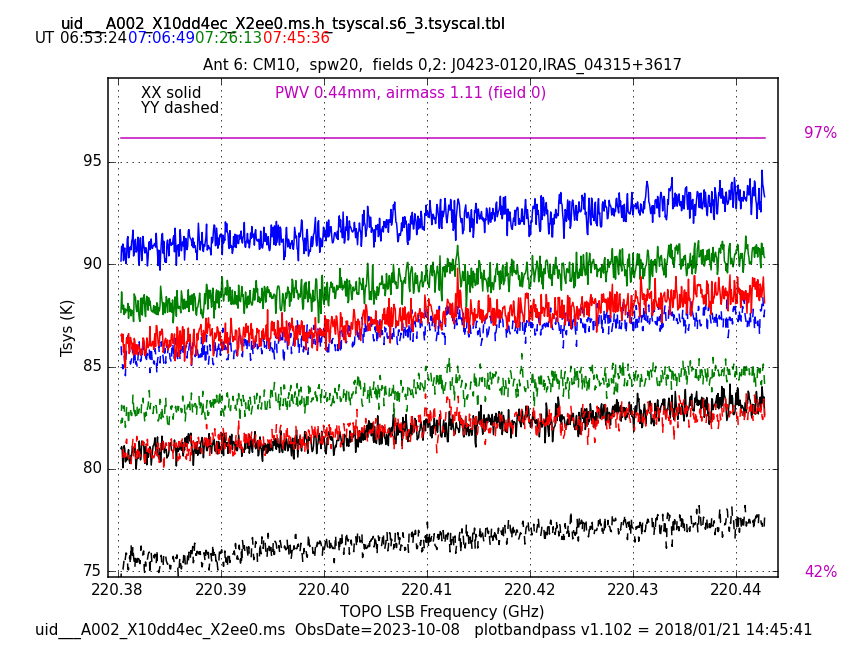 uid___A002_X10dd4ec_X2ee0.ms.h_tsyscal.s6_3.tsyscal.tbl
UT 06:53:24 07:06:49 07:26:13 07:45:36
Ant 6: CM10,  spw20,  fields 0,2: J0423-0120,IRAS_04315+3617
XX solid
PWV 0.44mm, airmass 1.11 (field 0)
YY dashed
97%
95
90
85
80
75
Tsys (K)
42%
220.38 220.39 220.40 220.41 220.42 220.43 220.44
TOPO LSB Frequency (GHz)
uid___A002_X10dd4ec_X2ee0.ms  ObsDate=2023-10-08   plotbandpass v1.102 = 2018/01/21 14:45:41